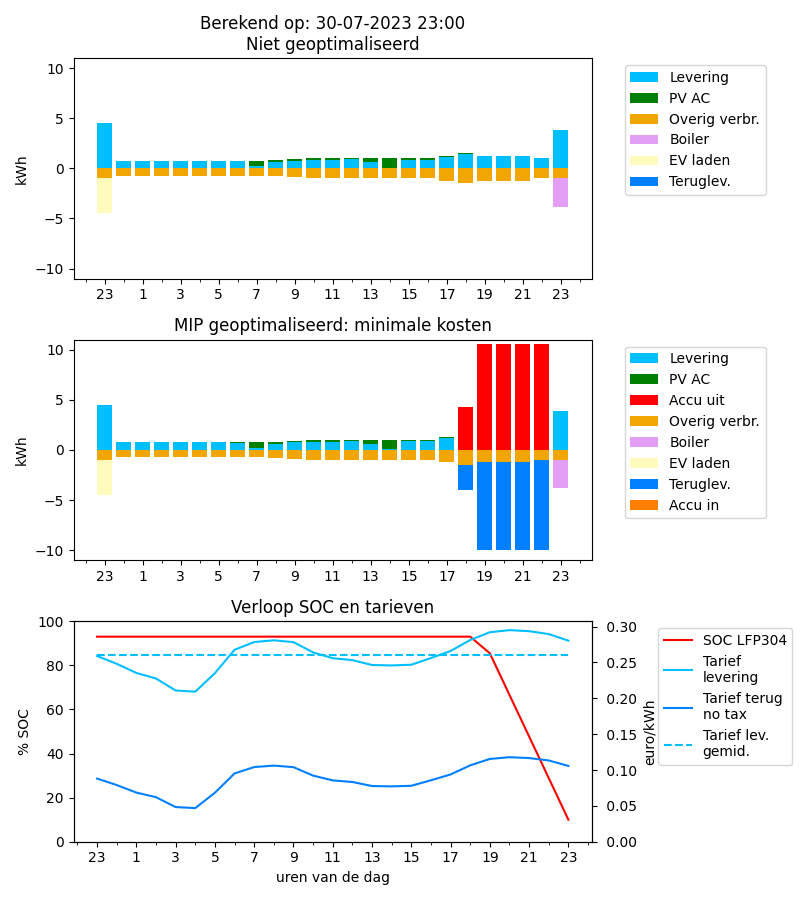 Berekend op: 30-07-2023 23:00
Niet geoptimaliseerd
10
5
0
−5
−10
kWh
23 1 3 5 7 9 11 13 15 17 19 21 23
Levering
PV AC
Overig verbr.
Boiler
EV laden
Teruglev.
MIP geoptimaliseerd: minimale kosten
10
5
0
−5
−10
kWh
23 1 3 5 7 9 11 13 15 17 19 21 23
Levering
PV AC
Accu uit
Overig verbr.
Boiler
EV laden
Teruglev.
Accu in
Verloop SOC en tarieven
100
80
60
40
20
0
% SOC
23 1 3 5 7 9 11 13 15 17 19 21 23
uren van de dag
0.30
0.25
0.20
0.15
0.10
0.05
0.00
euro/kWh
SOC LFP304
Tarief
levering
Tarief terug
no tax
Tarief lev.
gemid.